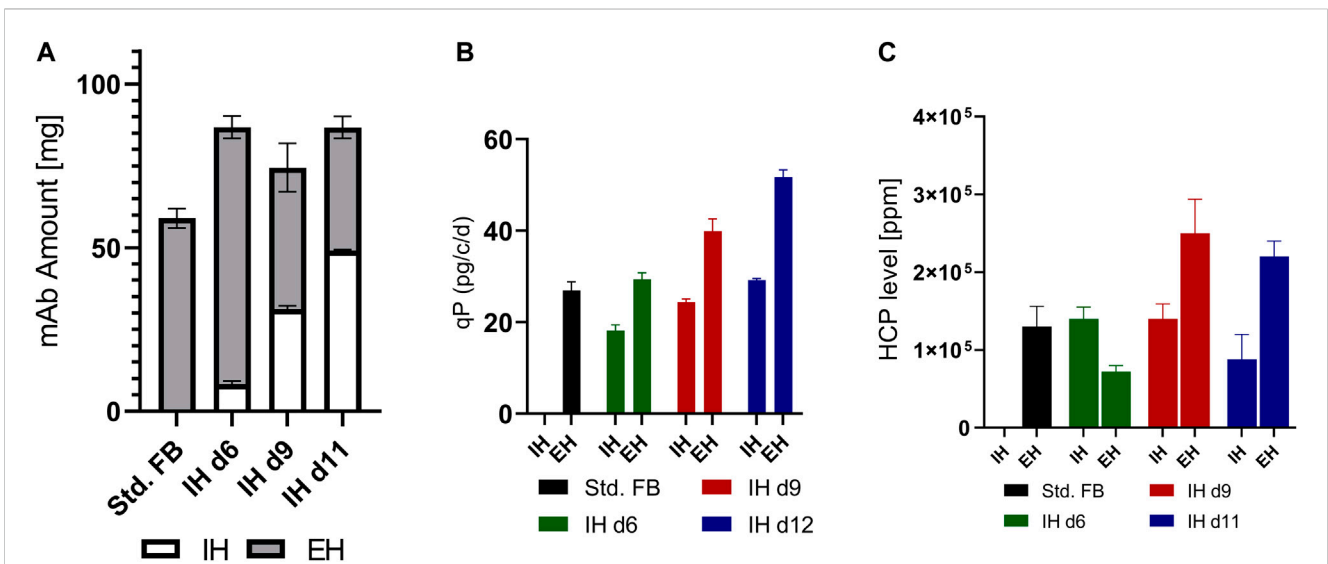 A
mAb Amount [mg]
100
50
0
Std. FB
IH d6
IH d9
IH d11
IH EH
B
qP (pg/c/d)
60
40
20
0
IH EH IH EH IH EH IH EH
Std. FB IH d9
IH d6 IH d12
C
HCP level [ppm]
4×10⁵
3×10⁵
2×10⁵
1×10⁵
0
IH EH IH EH IH EH IH EH
Std. FB IH d9
IH d6 IH d11